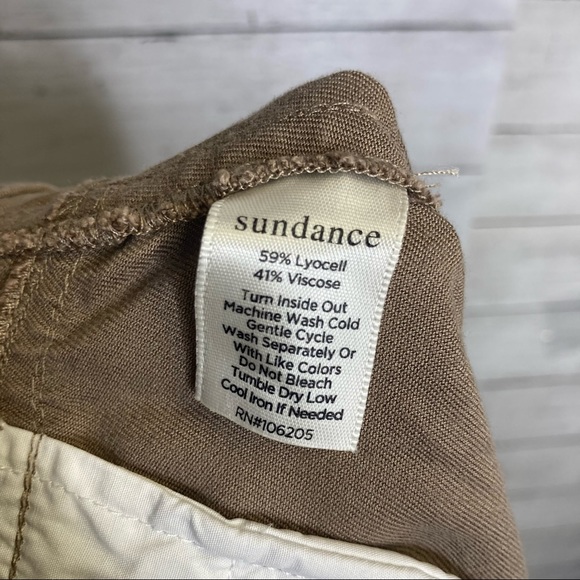 sundance
59% Lyocell
41% Viscose
Turn Inside Out
Machine Wash Cold
Gentle Cycle
Wash Separately Or
With Like Colors
Do Not Bleach
Tumble Dry Low
Cool Iron If Needed
RN#106205